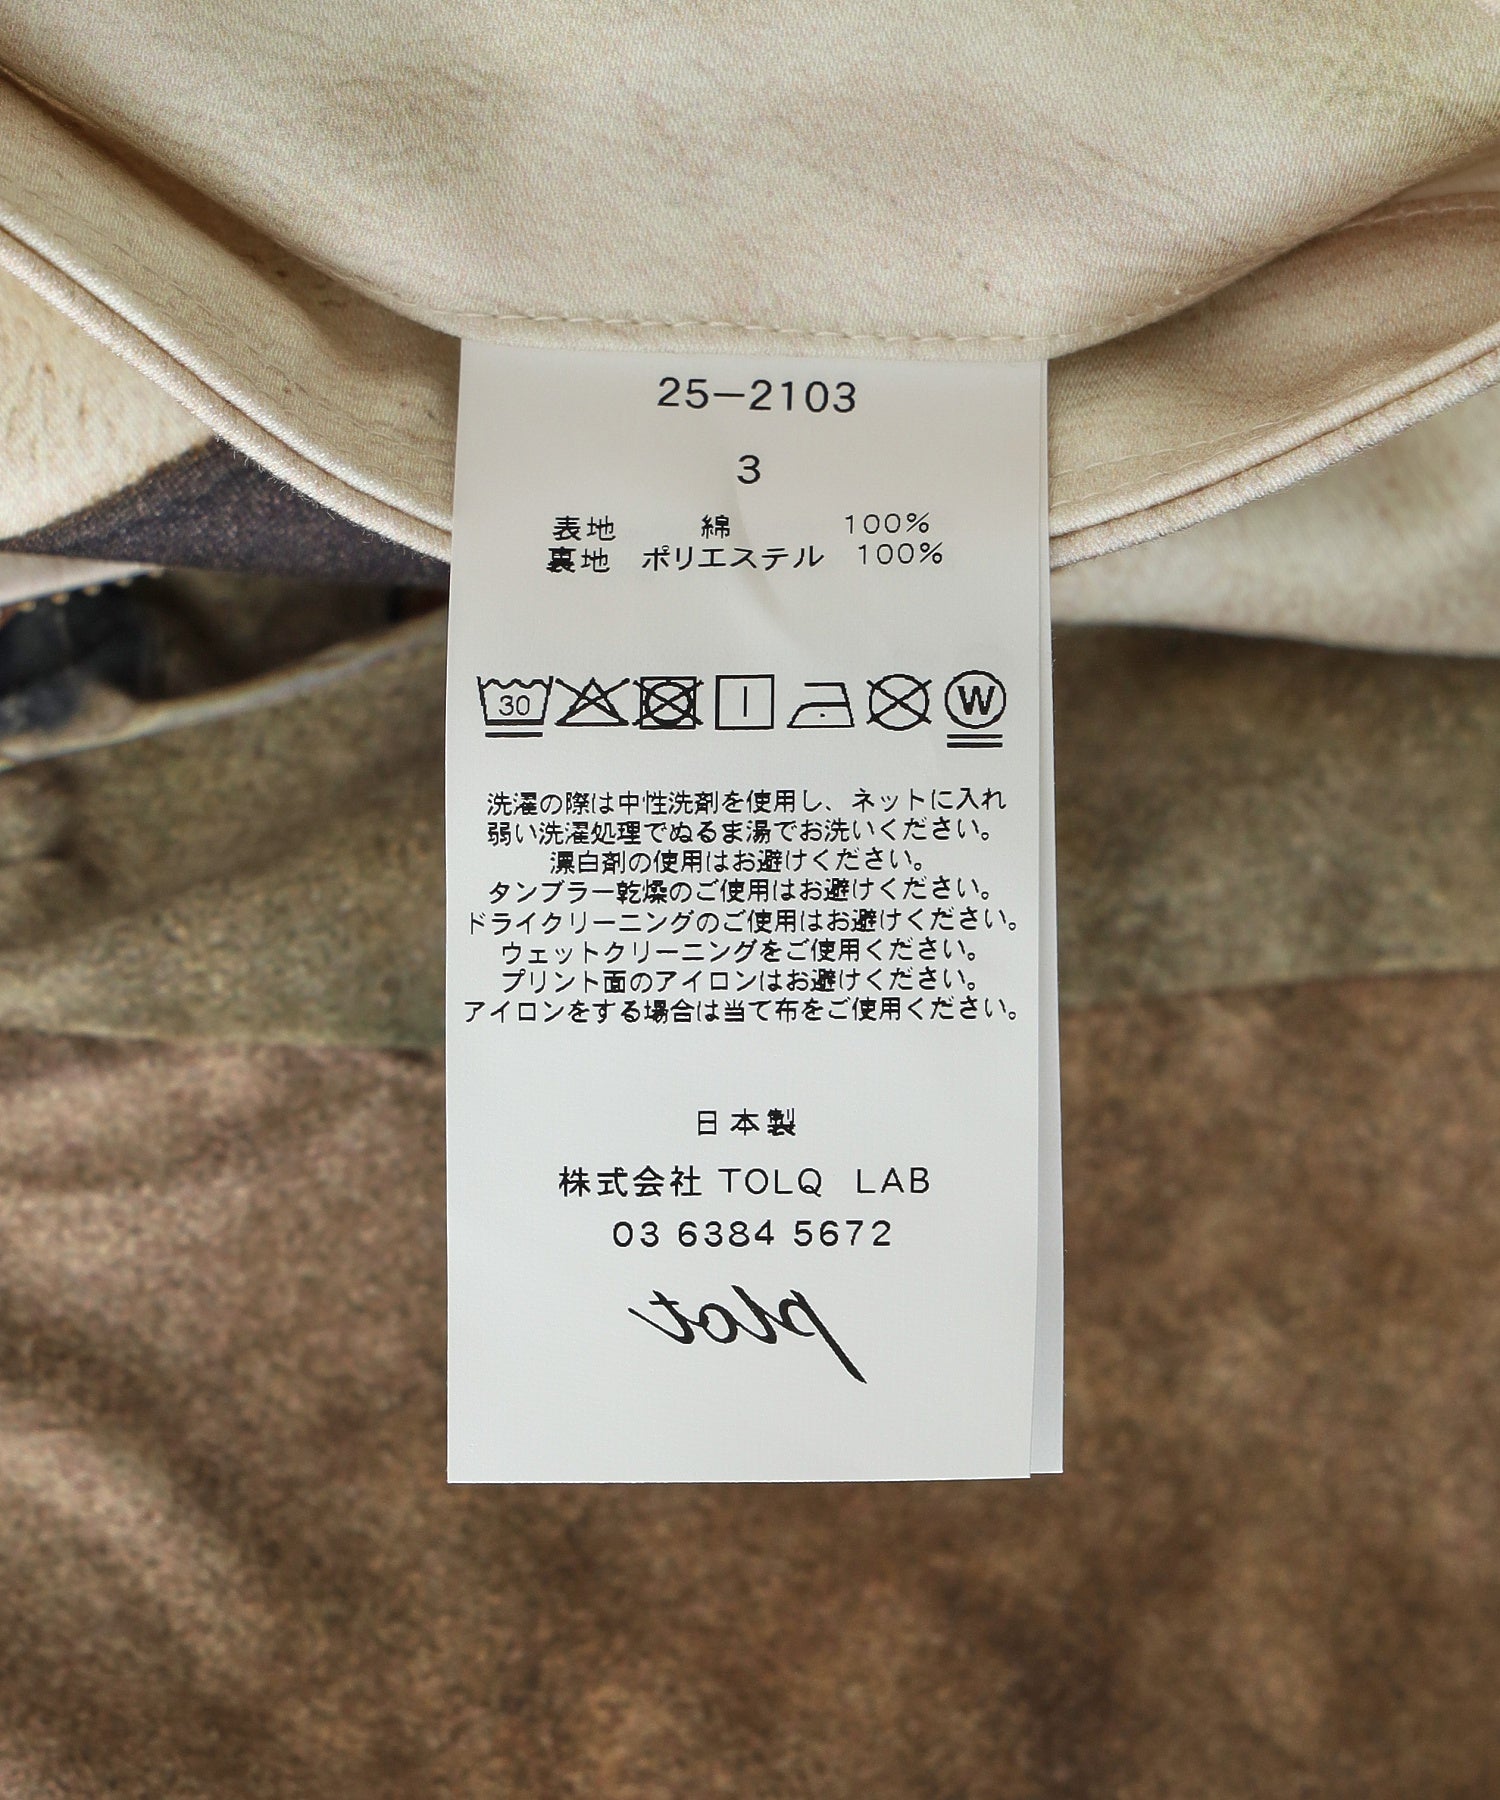 25-2103
3
表地 綿 100%
裏地 ポリエステル 100%
30 W
洗濯の際は中性洗剤を使用し、ネットに入れ
弱い洗濯処理でぬるま湯でお洗いください。
漂白剤の使用はお避けください。
タンブラー乾燥のご使用はお避けください。
ドライクリーニングのご使用はお避けください。
ウェットクリーニングをご使用ください。
プリント面のアイロンはお避けください。
アイロンをする場合は当て布をご使用ください。
日本製
株式会社 TOLQ LAB
03 6384 5672
plot